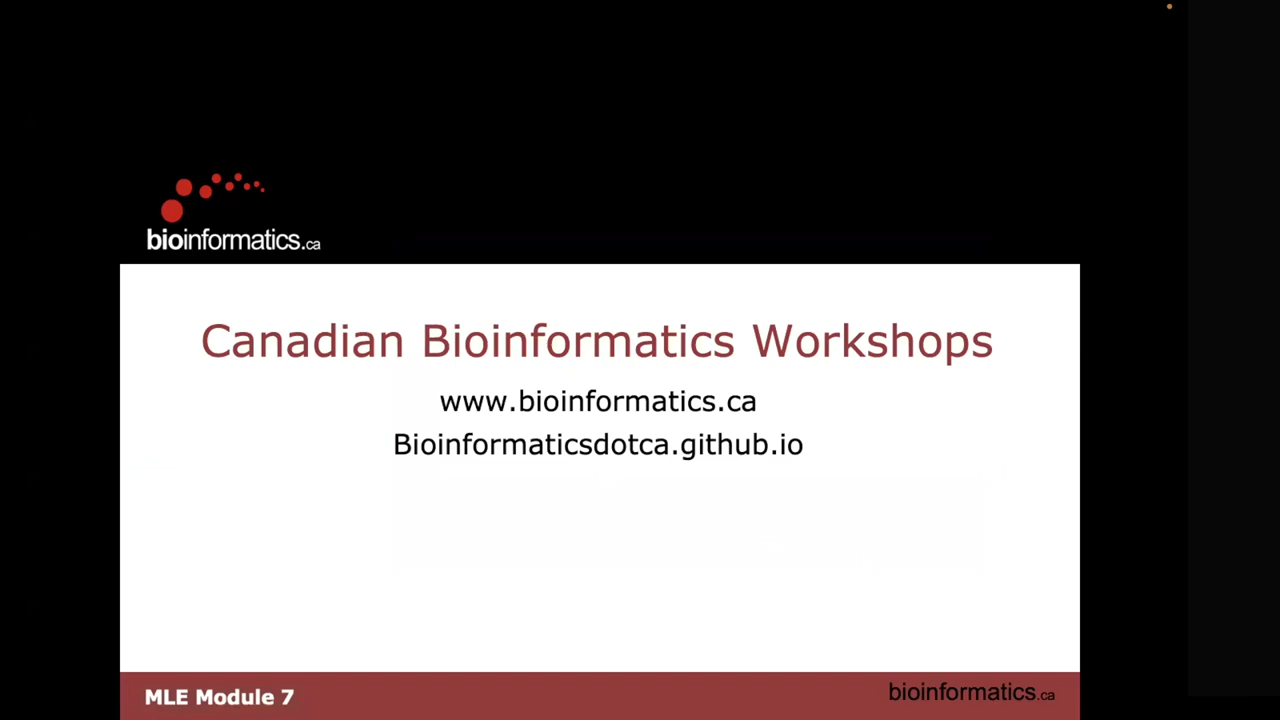 bioinformatics.ca
Canadian Bioinformatics Workshops
www.bioinformatics.ca
Bioinformaticsdotca.github.io
MLE Module 7
bioinformatics.ca